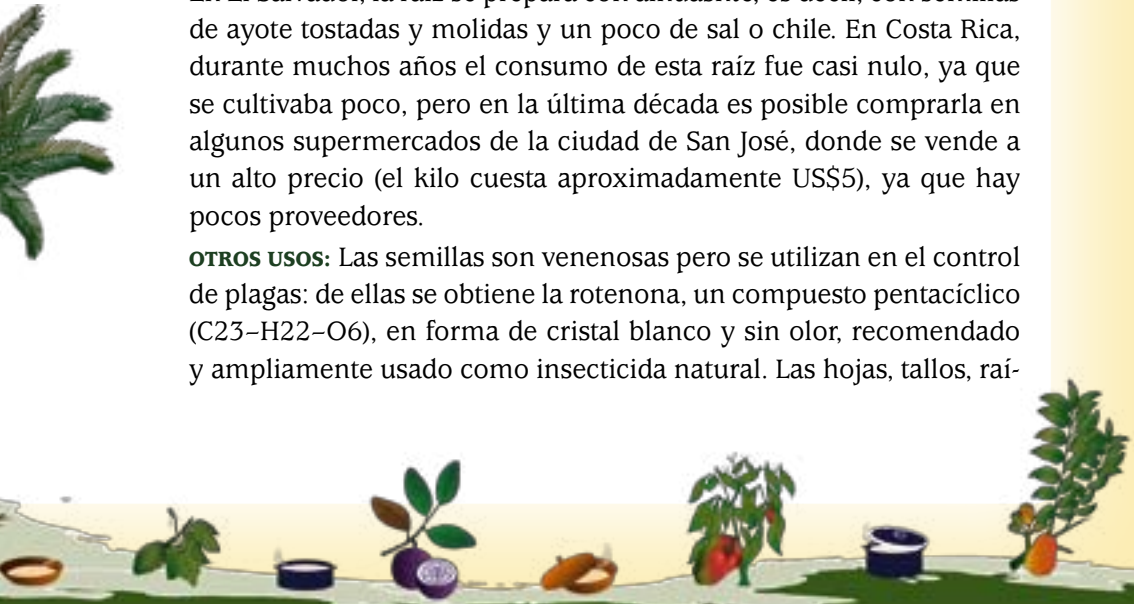 de ayote tostadas y molidas y un poco de sal o chile. En Costa Rica,
durante muchos años el consumo de esta raíz fue casi nulo, ya que
se cultivaba poco, pero en la última década es posible comprarla en
algunos supermercados de la ciudad de San José, donde se vende a
un alto precio (el kilo cuesta aproximadamente US$5), ya que hay
pocos proveedores.
OTROS USOS: Las semillas son venenosas pero se utilizan en el control
de plagas: de ellas se obtiene la rotenona, un compuesto pentacíclico
(C23–H22–O6), en forma de cristal blanco y sin olor, recomendado
y ampliamente usado como insecticida natural. Las hojas, tallos, raí-